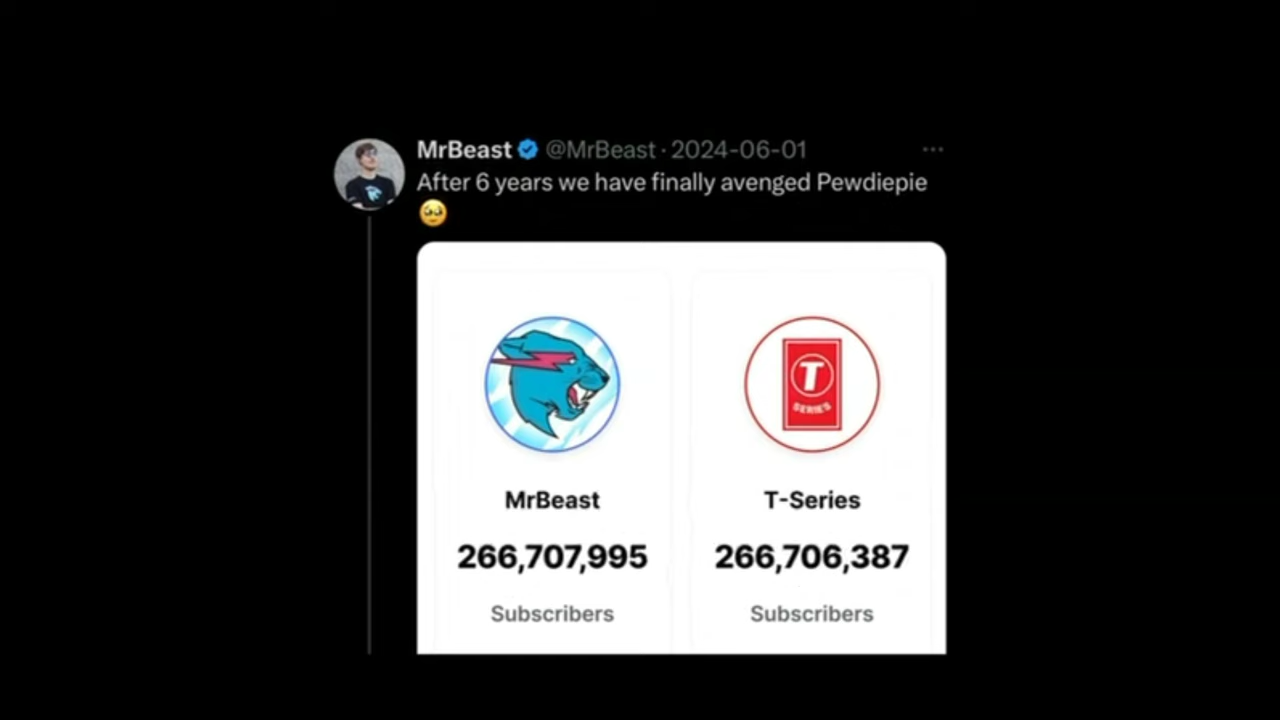 MrBeast @MrBeast · 2024-06-01
After 6 years we have finally avenged Pewdiepie
🥹
T
SERIES
MrBeast T-Series
266,707,995 266,706,387
Subscribers Subscribers